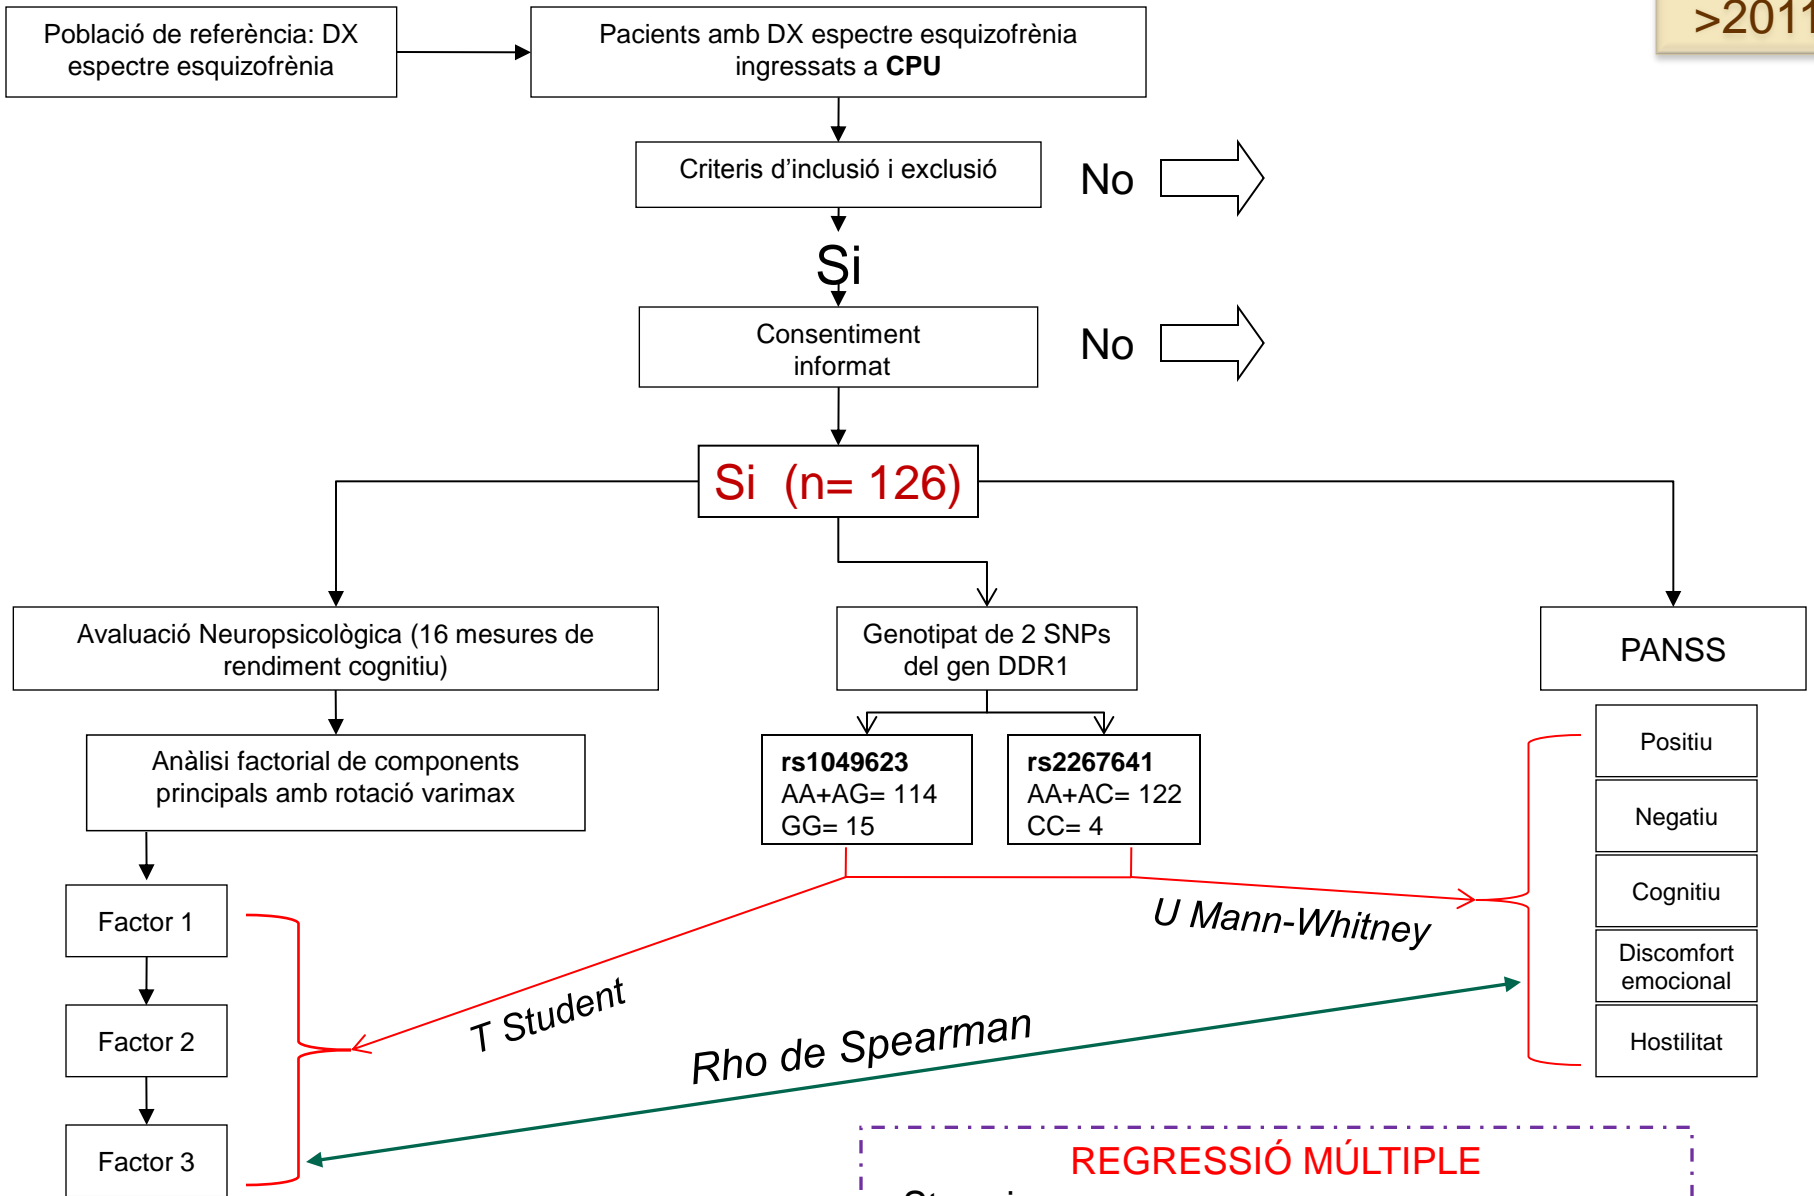 >2011
Població de referència: DX
espectre esquizofrènia
Pacients amb DX espectre esquizofrènia
ingressats a CPU
Criteris d'inclusió i exclusió
No
Si
Consentiment
informat
No
Si (n= 126)
Avaluació Neuropsicològica (16 mesures de
rendiment cognitiu)
Genotipat de 2 SNPs
del gen DDR1
PANSS
Anàlisi factorial de components
principals amb rotació varimax
rs1049623
AA+AG= 114
GG= 15
rs2267641
AA+AC= 122
CC= 4
Positiu
Negatiu
Cognitiu
Discomfort
emocional
Hostilitat
Factor 1
Factor 2
Factor 3
T Student
U Mann-Whitney
Rho de Spearman
REGRESSIÓ MÚLTIPLE